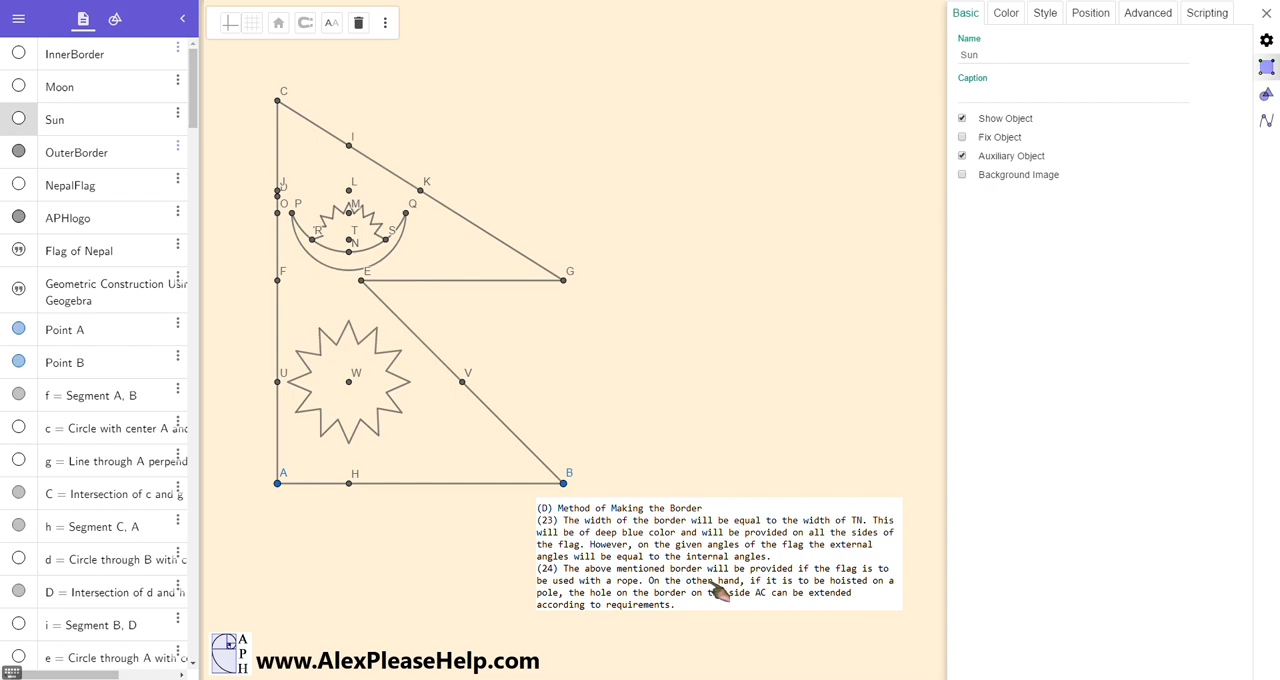 Basic
Color
Style
Position
Advanced
Scripting
AA
InnerBorder
Moon
Sun
OuterBorder
NepalFlag
APHlogo
Flag of Nepal
Geometric Construction Usin
Geogebra
Point A
Point B
f = Segment A, B
c = Circle with center A and
g = Line through A perpend
C = Intersection of c and g
h = Segment C, A
d = Circle through B with c
D = Intersection of d and h
i = Segment B, D
e = Circle through A with ce
Name
Sun
Caption
Show Object
Fix Object
Auxiliary Object
Background Image
C
I
J
D
L
K
O
P
M
Q
R
T
S
N
F
E
G
U
W
V
A
H
B
(D) Method of Making the Border
(23) The width of the border will be equal to the width of TN. This
will be of deep blue color and will be provided on all the sides of
the flag. However, on the given angles of the flag the external
angles will be equal to the internal angles.
(24) The above mentioned border will be provided if the flag is to
be used with a rope. On the other hand, if it is to be hoisted on a
pole, the hole on the border on the side AC can be extended
according to requirements.
A
P
H
www.AlexPleaseHelp.com